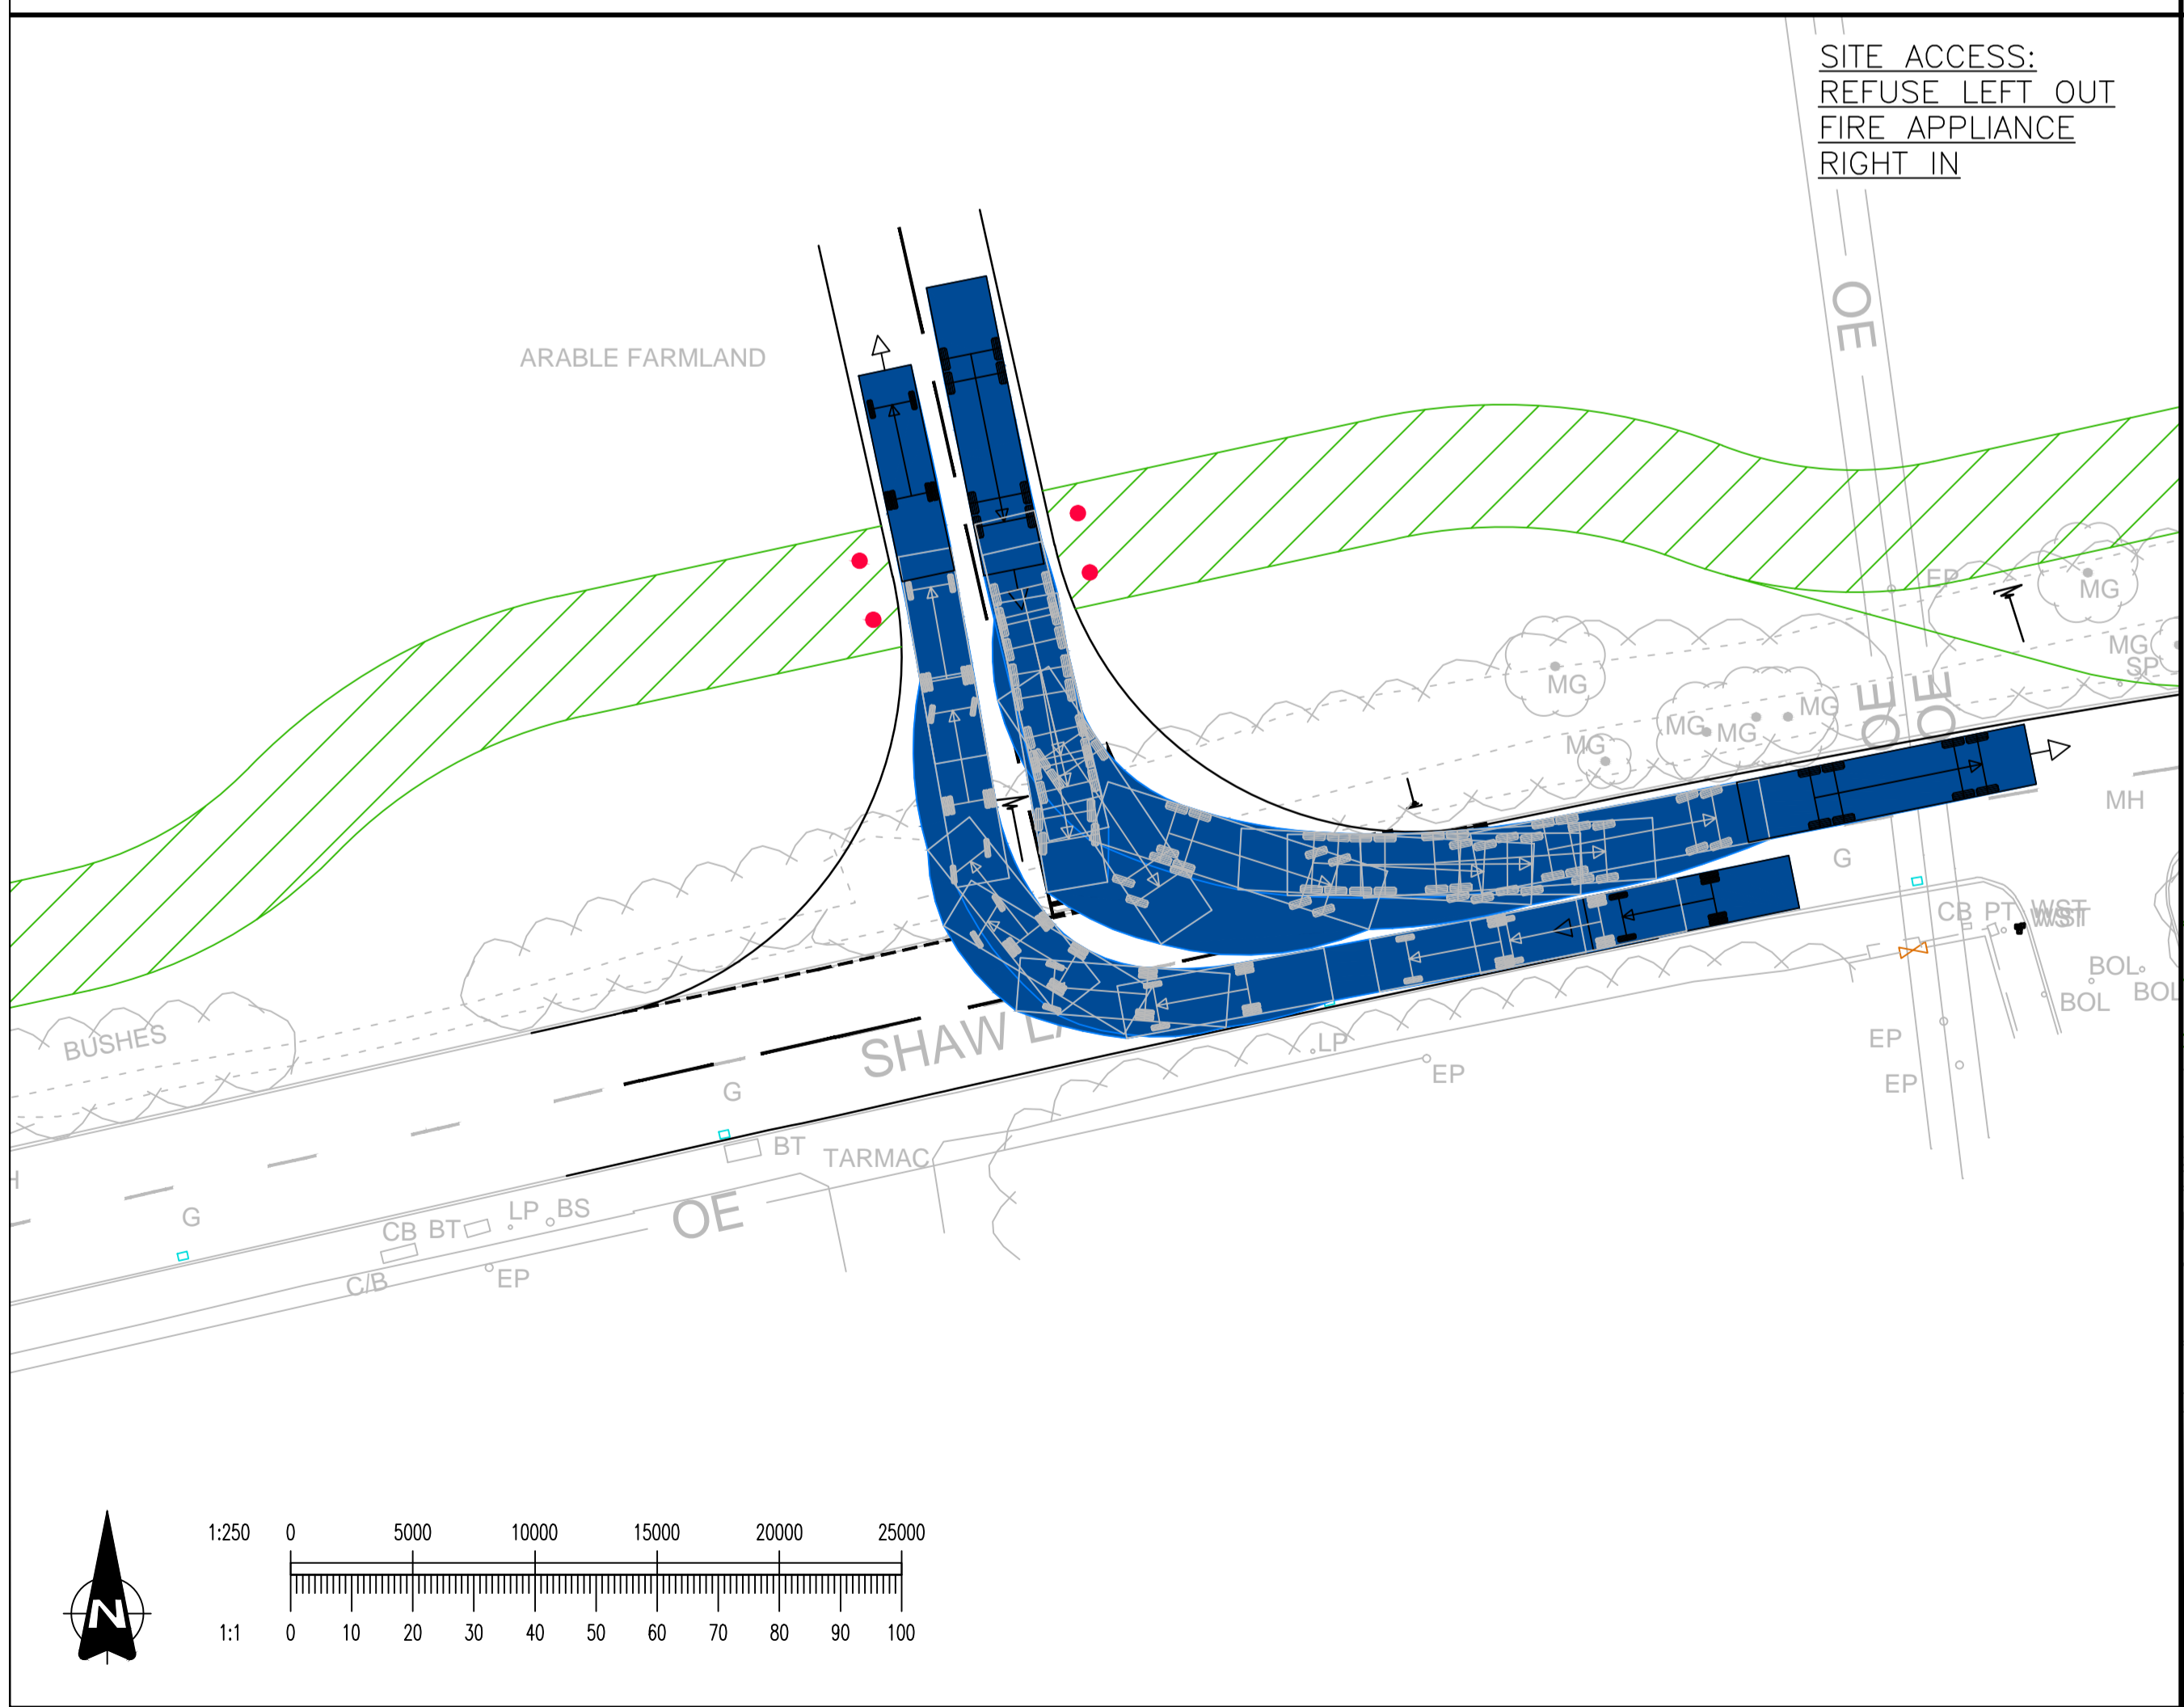 SITE ACCESS:
REFUSE LEFT OUT
FIRE APPLIANCE
RIGHT IN
OE
ARABLE FARMLAND
EP
MG
MG
SP
MG
MG
MG
MG
MG
OE
OE
MH
G
CB
PT
WST
WST
BOL
BOL
BOL
BUSHES
SHAW
LP
EP
EP
EP
G
BT
TARMAC
OE
G
LP
BS
CB
BT
C/B
EP
N
1:250 0 5000 10000 15000 20000 25000
1:1 0 10 20 30 40 50 60 70 80 90 100